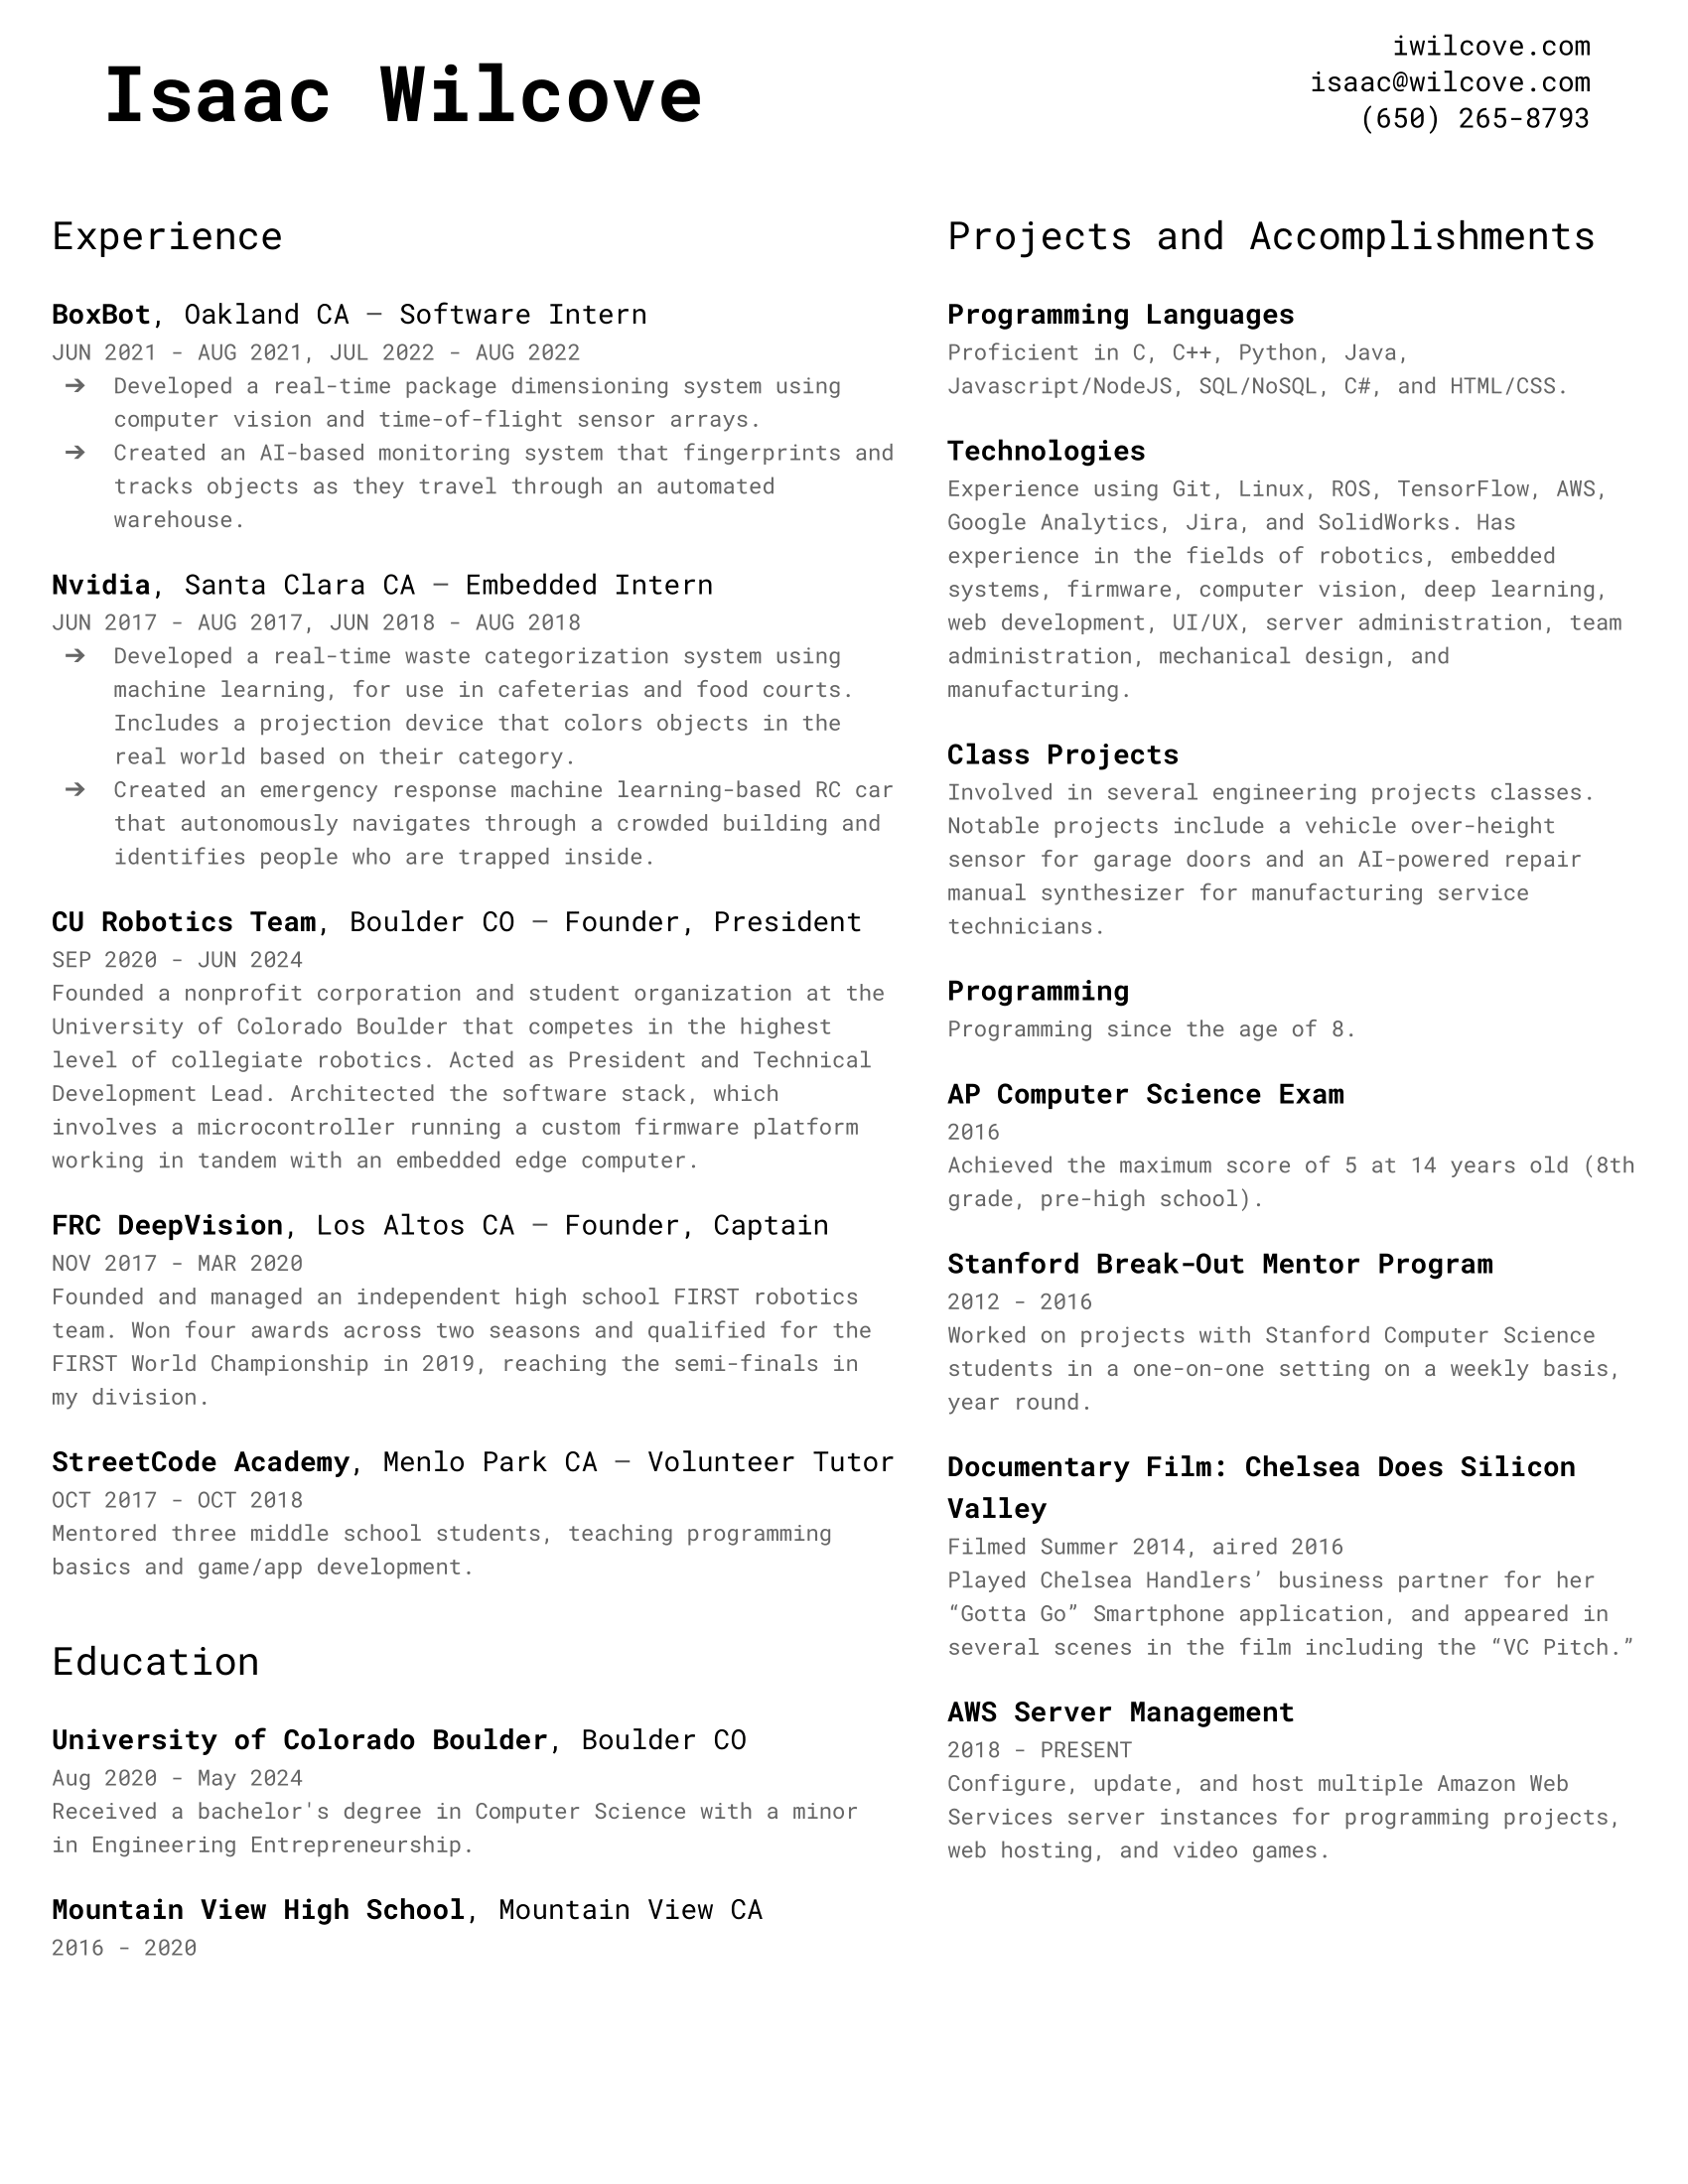 Isaac Wilcove
iwilcove.com
isaac@wilcove.com
(650) 265-8793
Experience
BoxBot, Oakland CA — Software Intern
JUN 2021 - AUG 2021, JUL 2022 - AUG 2022
➔ Developed a real-time package dimensioning system using
computer vision and time-of-flight sensor arrays.
➔ Created an AI-based monitoring system that fingerprints and
tracks objects as they travel through an automated
warehouse.
Nvidia, Santa Clara CA — Embedded Intern
JUN 2017 - AUG 2017, JUN 2018 - AUG 2018
➔ Developed a real-time waste categorization system using
machine learning, for use in cafeterias and food courts.
Includes a projection device that colors objects in the
real world based on their category.
➔ Created an emergency response machine learning-based RC car
that autonomously navigates through a crowded building and
identifies people who are trapped inside.
CU Robotics Team, Boulder CO — Founder, President
SEP 2020 - JUN 2024
Founded a nonprofit corporation and student organization at the
University of Colorado Boulder that competes in the highest
level of collegiate robotics. Acted as President and Technical
Development Lead. Architected the software stack, which
involves a microcontroller running a custom firmware platform
working in tandem with an embedded edge computer.
FRC DeepVision, Los Altos CA — Founder, Captain
NOV 2017 - MAR 2020
Founded and managed an independent high school FIRST robotics
team. Won four awards across two seasons and qualified for the
FIRST World Championship in 2019, reaching the semi-finals in
my division.
StreetCode Academy, Menlo Park CA — Volunteer Tutor
OCT 2017 - OCT 2018
Mentored three middle school students, teaching programming
basics and game/app development.
Education
University of Colorado Boulder, Boulder CO
Aug 2020 - May 2024
Received a bachelor's degree in Computer Science with a minor
in Engineering Entrepreneurship.
Mountain View High School, Mountain View CA
2016 - 2020
Projects and Accomplishments
Programming Languages
Proficient in C, C++, Python, Java,
Javascript/NodeJS, SQL/NoSQL, C#, and HTML/CSS.
Technologies
Experience using Git, Linux, ROS, TensorFlow, AWS,
Google Analytics, Jira, and SolidWorks. Has
experience in the fields of robotics, embedded
systems, firmware, computer vision, deep learning,
web development, UI/UX, server administration, team
administration, mechanical design, and
manufacturing.
Class Projects
Involved in several engineering projects classes.
Notable projects include a vehicle over-height
sensor for garage doors and an AI-powered repair
manual synthesizer for manufacturing service
technicians.
Programming
Programming since the age of 8.
AP Computer Science Exam
2016
Achieved the maximum score of 5 at 14 years old (8th
grade, pre-high school).
Stanford Break-Out Mentor Program
2012 - 2016
Worked on projects with Stanford Computer Science
students in a one-on-one setting on a weekly basis,
year round.
Documentary Film: Chelsea Does Silicon
Valley
Filmed Summer 2014, aired 2016
Played Chelsea Handlers’ business partner for her
“Gotta Go” Smartphone application, and appeared in
several scenes in the film including the “VC Pitch.”
AWS Server Management
2018 - PRESENT
Configure, update, and host multiple Amazon Web
Services server instances for programming projects,
web hosting, and video games.